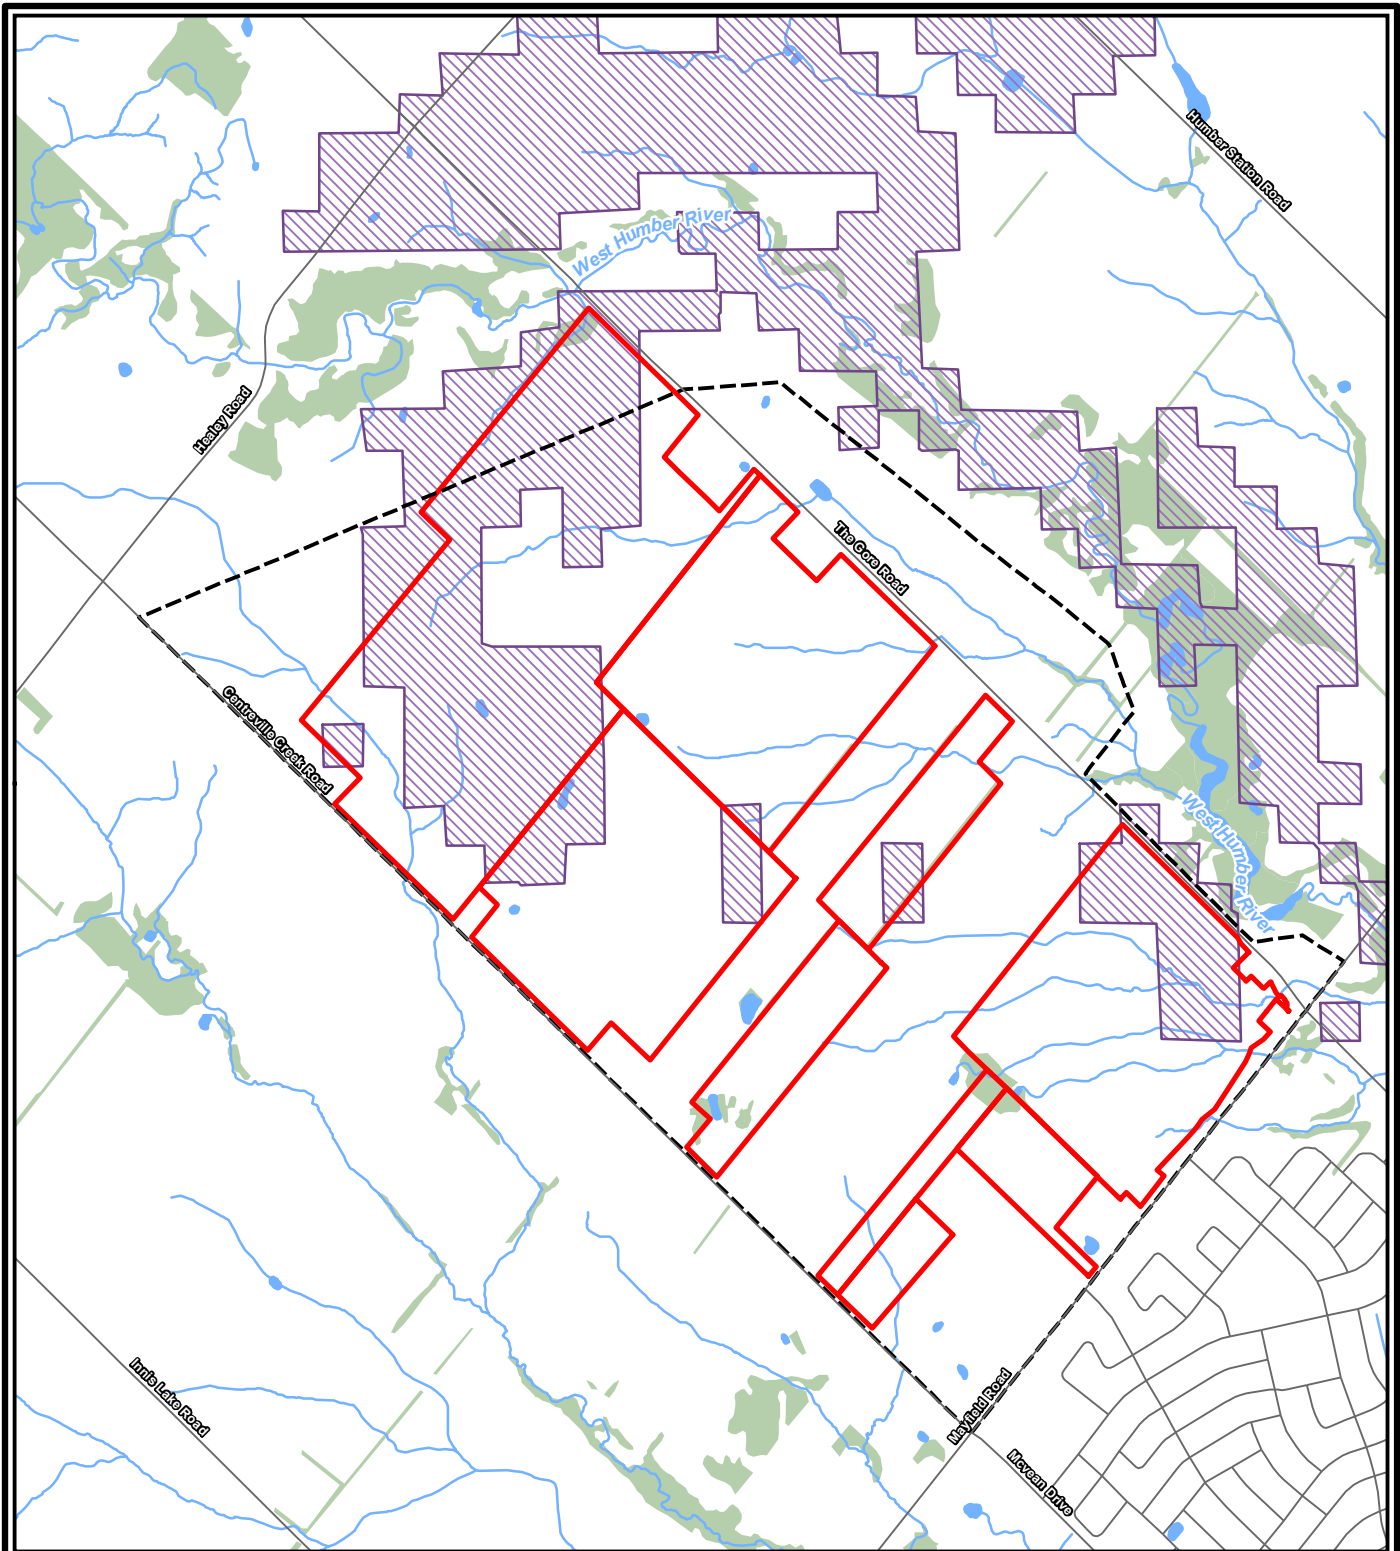 Humber Station Road
West Humber River
Healey Road
The Gore Road
Centreville Creek Road
West Humber River
Innis Lake Road
Mayfield Road
Mcvean Drive